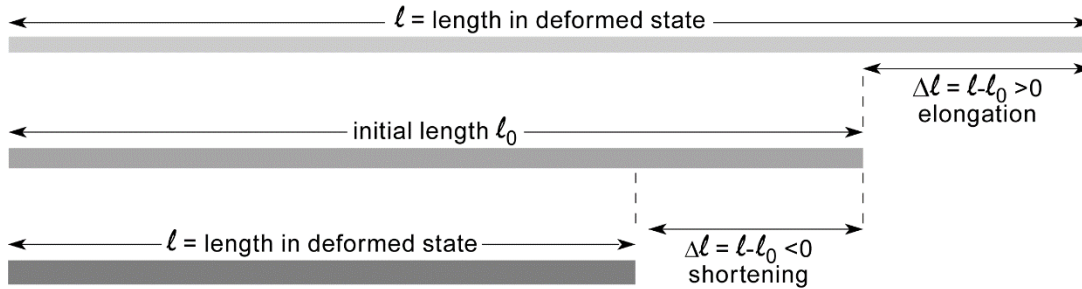 ℓ = length in deformed state
Δℓ = ℓ-ℓ₀ >0
elongation
initial length ℓ₀
ℓ = length in deformed state
Δℓ = ℓ-ℓ₀ <0
shortening